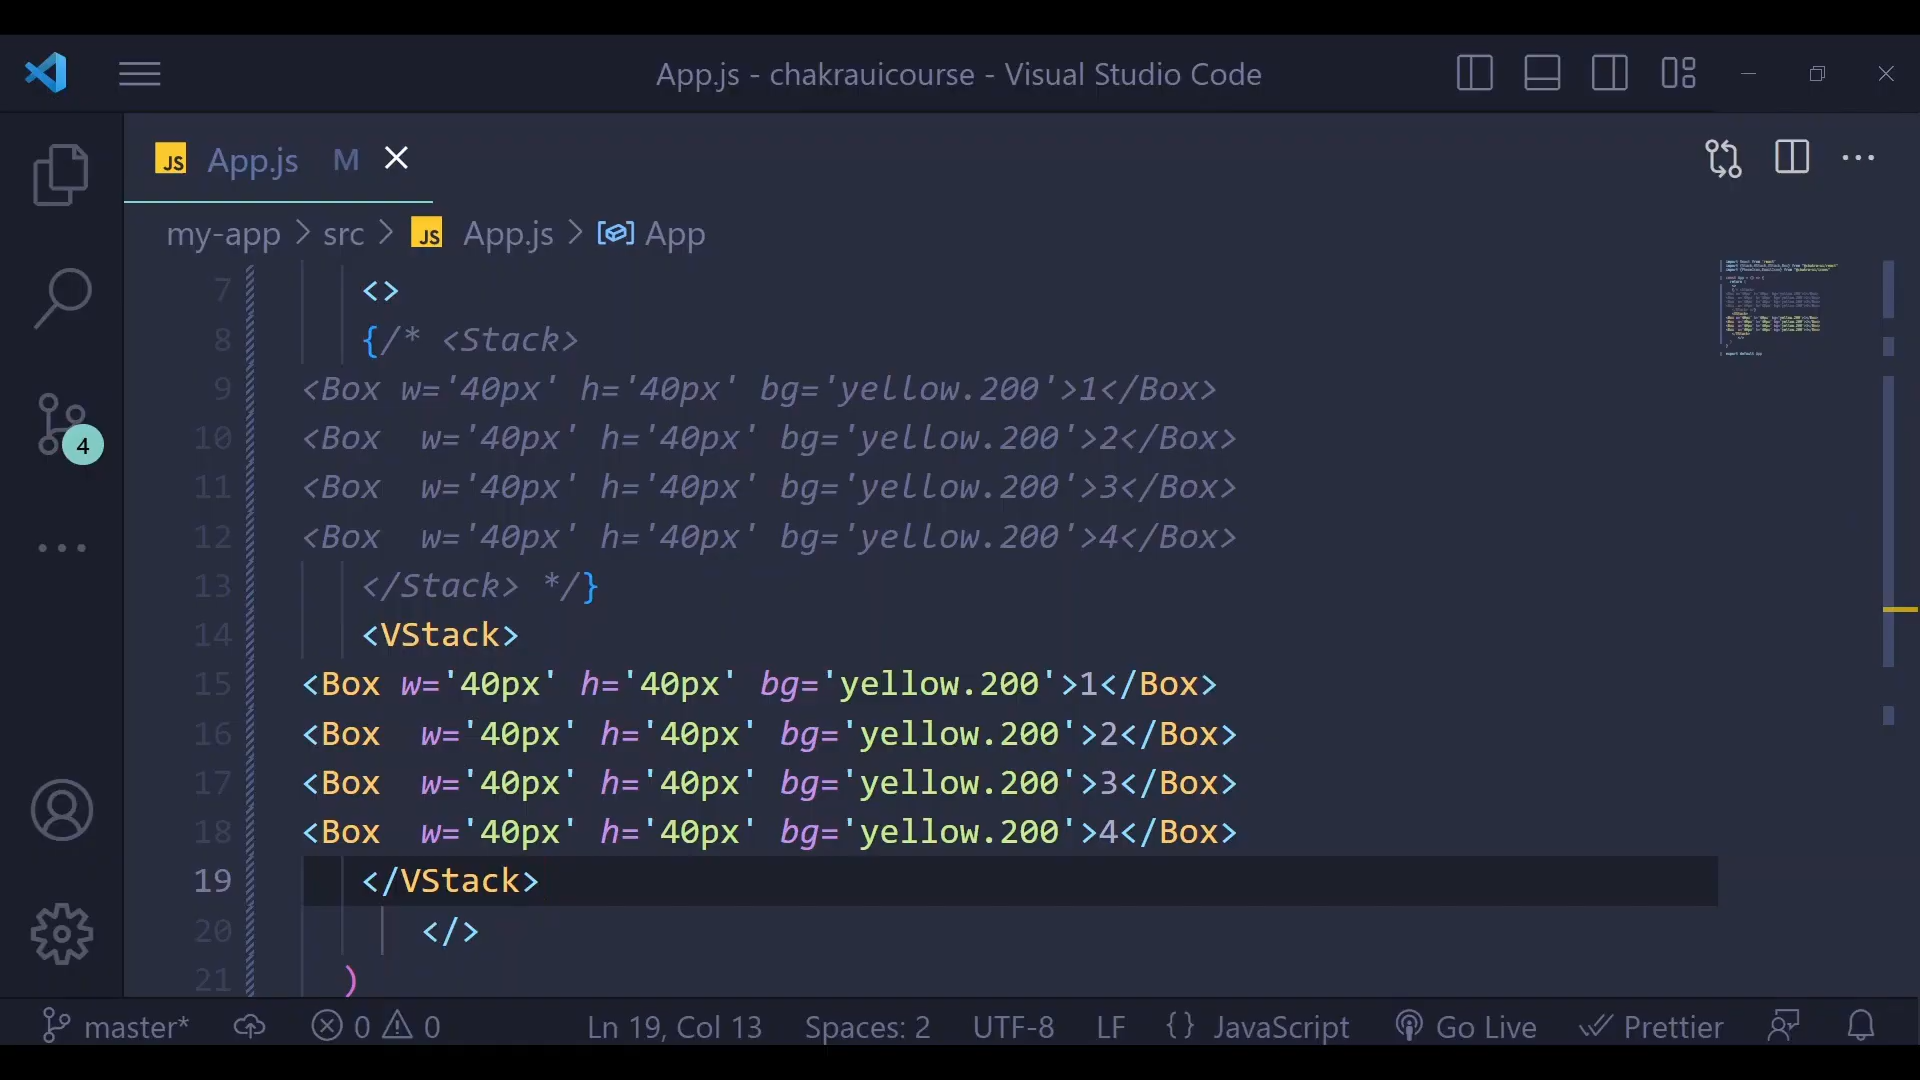 App.js - chakrauicourse - Visual Studio Code
JS App.js M
my-app > src > JS App.js > App
7 <>
8 {/* <Stack>
9 <Box w='40px' h='40px' bg='yellow.200'>1</Box>
10 <Box  w='40px' h='40px' bg='yellow.200'>2</Box>
11 <Box  w='40px' h='40px' bg='yellow.200'>3</Box>
12 <Box  w='40px' h='40px' bg='yellow.200'>4</Box>
13 </Stack> */}
14 <VStack>
15 <Box w='40px' h='40px' bg='yellow.200'>1</Box>
16 <Box  w='40px' h='40px' bg='yellow.200'>2</Box>
17 <Box  w='40px' h='40px' bg='yellow.200'>3</Box>
18 <Box  w='40px' h='40px' bg='yellow.200'>4</Box>
19 </VStack>
20 </>
21 )
4
master* 0 0 Ln 19, Col 13 Spaces: 2 UTF-8 LF {} JavaScript Go Live Prettier